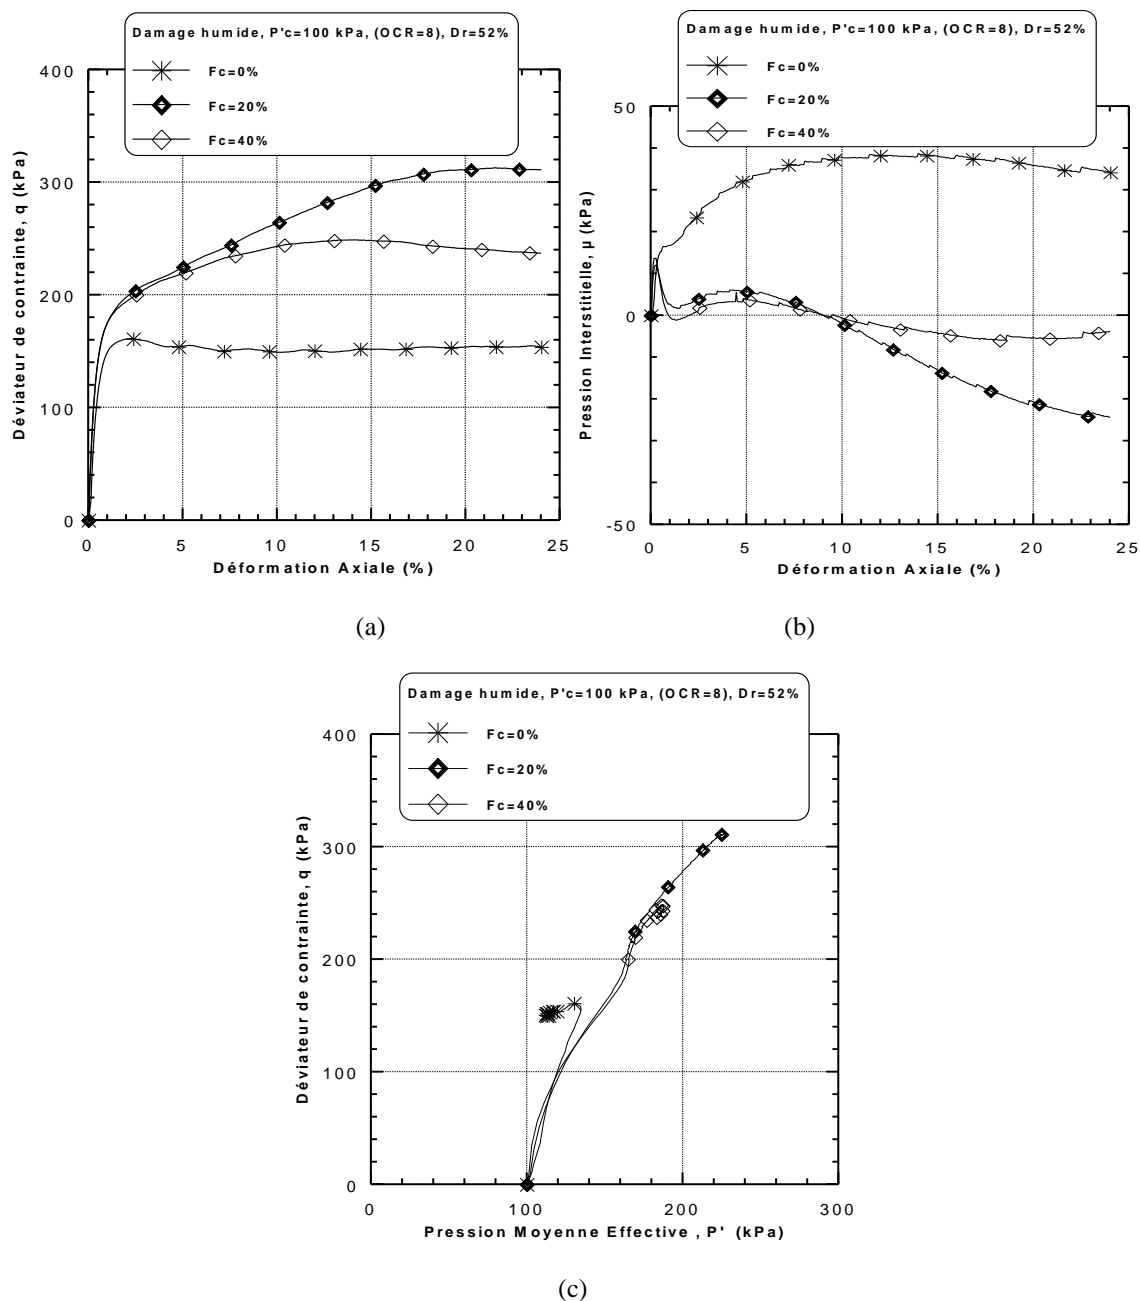 Damage humide, P'c=100 kPa, (OCR=8), Dr=52%
Fc=0%
Fc=20%
Fc=40%
400
300
200
100
0
0 5 10 15 20 25
Déviateur de contrainte, q (kPa)
Déformation Axiale (%)
(a)
Damage humide, P'c=100 kPa, (OCR=8), Dr=52%
Fc=0%
Fc=20%
Fc=40%
50
0
-50
0 5 10 15 20 25
Pression Interstitielle, µ (kPa)
Déformation Axiale (%)
(b)
Damage humide, P'c=100 kPa, (OCR=8), Dr=52%
Fc=0%
Fc=20%
Fc=40%
400
300
200
100
0
0 100 200 300
Déviateur de contrainte, q (kPa)
Pression Moyenne Effective , P' (kPa)
(c)